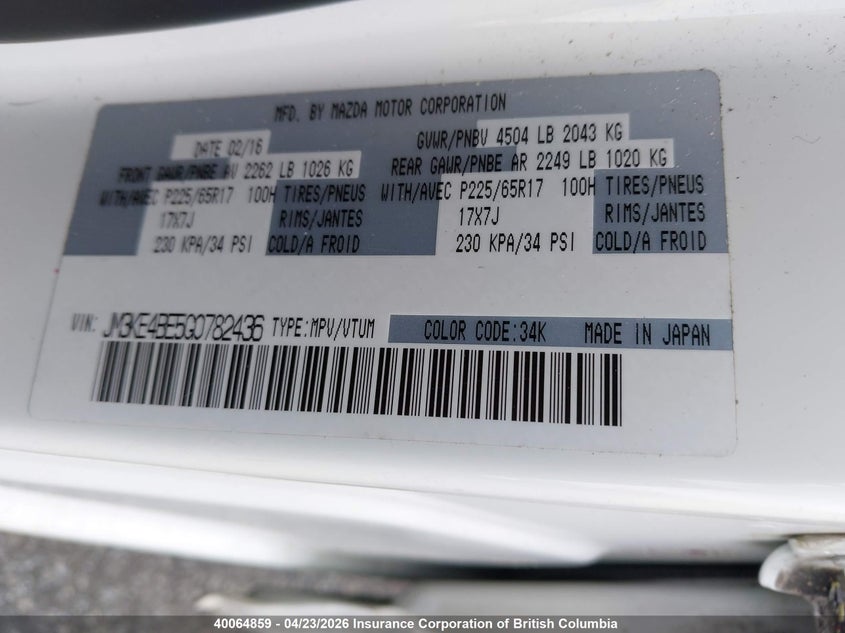 MFD. BY MAZDA MOTOR CORPORATION
DATE 02/16 GVWR/PNBV 4504 LB 2043 KG
FRONT GAWR/PNBE AV 2262 LB 1026 KG REAR GAWR/PNBE AR 2249 LB 1020 KG
WITH/AVEC P225/65R17 100H TIRES/PNEUS WITH/AVEC P225/65R17 100H TIRES/PNEUS
17X7J RIMS/JANTES 17X7J RIMS/JANTES
230 KPA/34 PSI COLD/A FROID 230 KPA/34 PSI COLD/A FROID
VIN: JM3KE4BE5G0782436 TYPE:MPV/VTUM COLOR CODE:34K MADE IN JAPAN
40064859 - 04/23/2026 Insurance Corporation of British Columbia